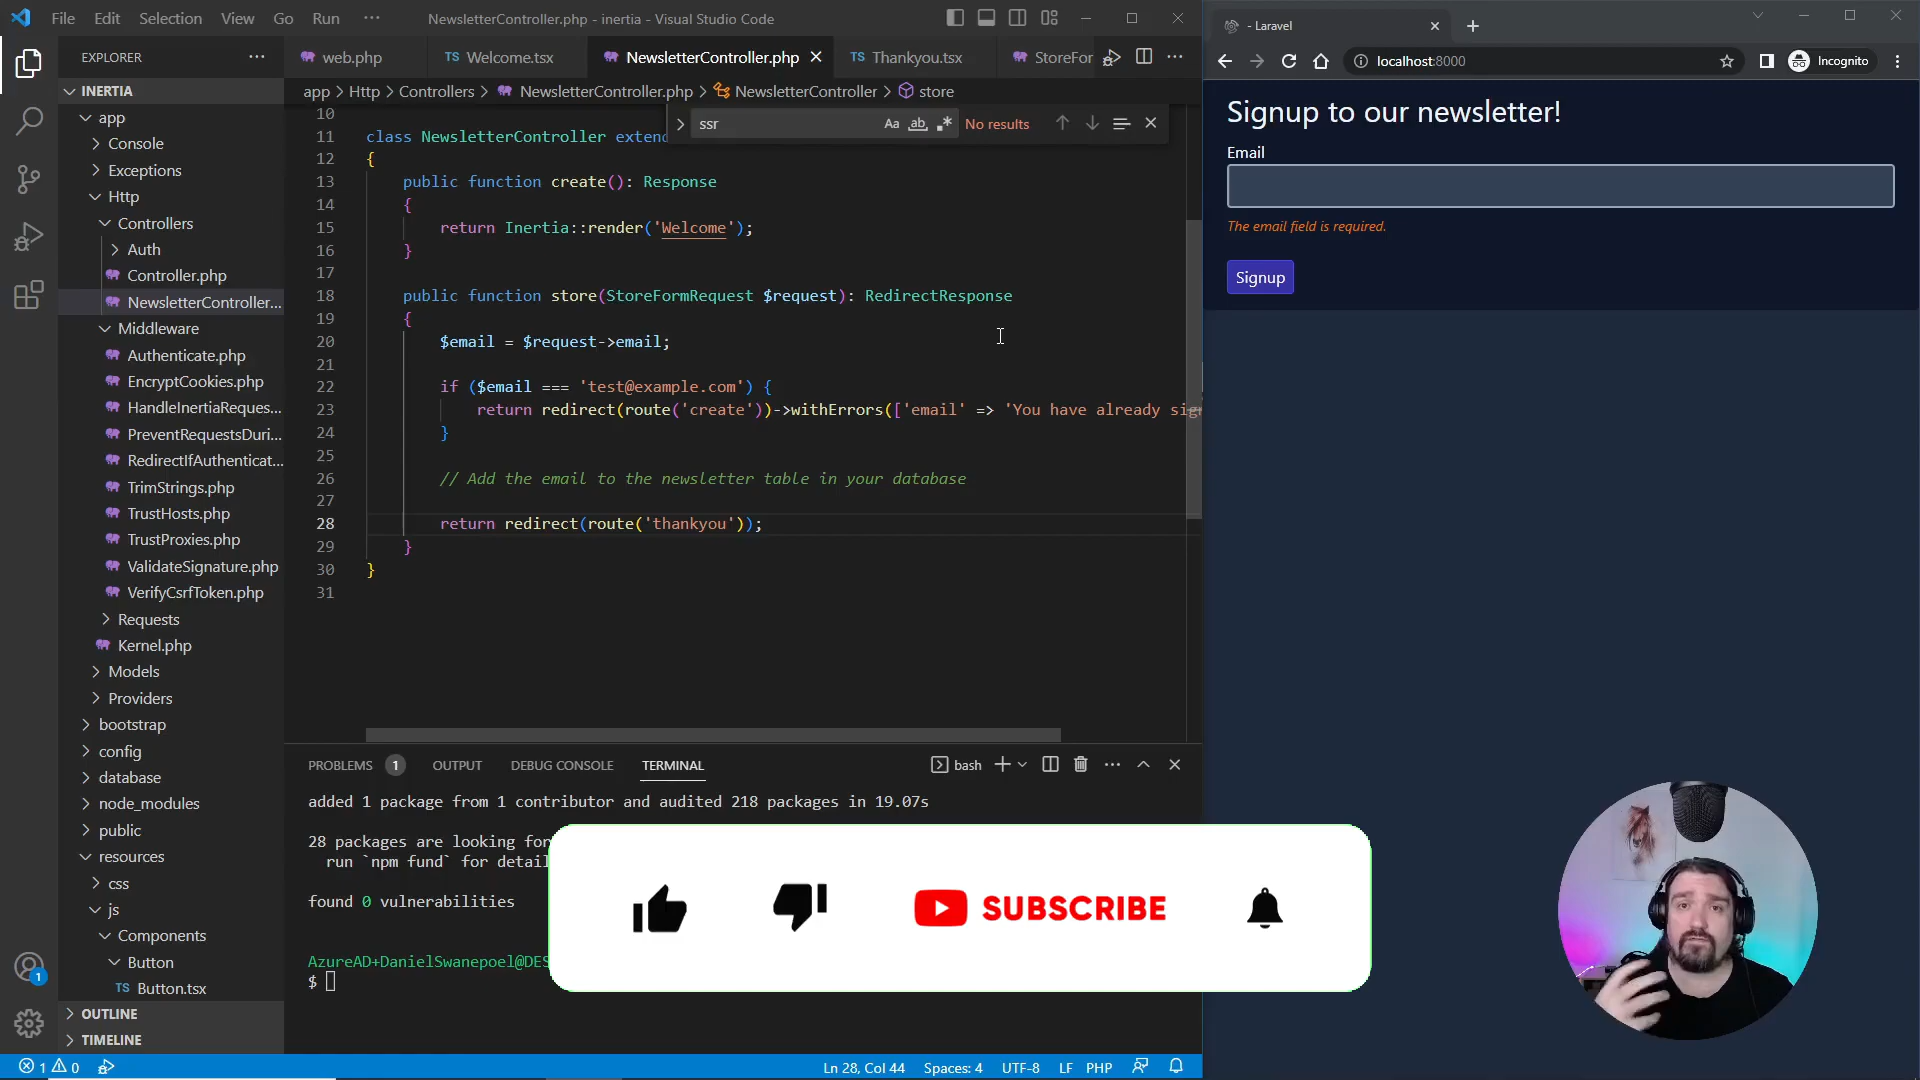 File Edit Selection View Go Run ···
NewsletterController.php - inertia - Visual Studio Code
EXPLORER
INERTIA
app
Console
Exceptions
Http
Controllers
Auth
Controller.php
NewsletterController...
Middleware
Authenticate.php
EncryptCookies.php
HandleInertiaReques...
PreventRequestsDuri...
RedirectIfAuthenticat...
TrimStrings.php
TrustHosts.php
TrustProxies.php
ValidateSignature.php
VerifyCsrfToken.php
Requests
Kernel.php
Models
Providers
bootstrap
config
database
node_modules
public
resources
css
js
Components
Button
TS Button.tsx
OUTLINE
TIMELINE
web.php TS Welcome.tsx NewsletterController.php TS Thankyou.tsx StoreFor
app > Http > Controllers > NewsletterController.php > NewsletterController > store
ssr Aa ab .* No results
10
11 class NewsletterController extend
12 {
13 public function create(): Response
14 {
15 return Inertia::render('Welcome');
16 }
17
18 public function store(StoreFormRequest $request): RedirectResponse
19 {
20 $email = $request->email;
21
22 if ($email === 'test@example.com') {
23 return redirect(route('create'))->withErrors(['email' => 'You have already sig
24 }
25
26 // Add the email to the newsletter table in your database
27
28 return redirect(route('thankyou'));
29 }
30 }
31
PROBLEMS 1 OUTPUT DEBUG CONSOLE TERMINAL
bash
added 1 package from 1 contributor and audited 218 packages in 19.07s
28 packages are looking for
run `npm fund` for detail
found 0 vulnerabilities
AzureAD+DanielSwanepoel@DES
$
1 0
Ln 28, Col 44 Spaces: 4 UTF-8 LF PHP
1
- Laravel
localhost:8000
Incognito
Signup to our newsletter!
Email
The email field is required.
Signup
SUBSCRIBE